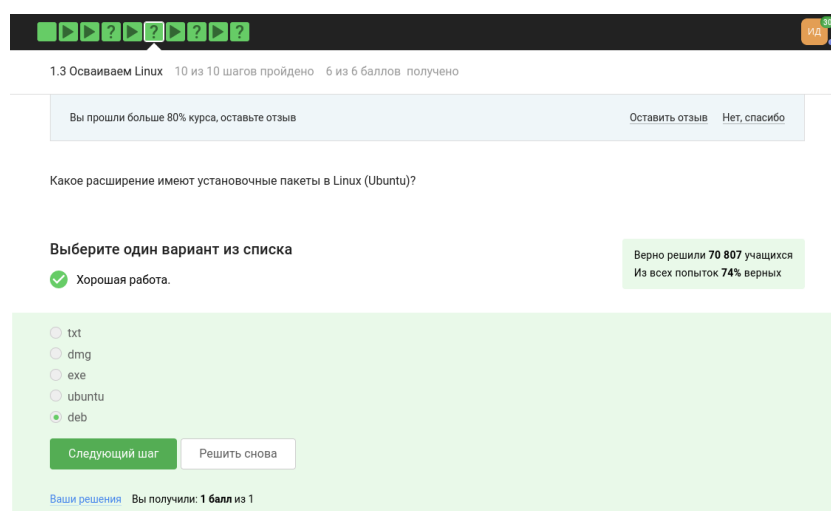 ? ? ? ?
ИД
30
1.3 Осваиваем Linux 10 из 10 шагов пройдено 6 из 6 баллов получено
Вы прошли больше 80% курса, оставьте отзыв Оставить отзыв Нет, спасибо
Какое расширение имеют установочные пакеты в Linux (Ubuntu)?
Выберите один вариант из списка
Хорошая работа.
Верно решили 70 807 учащихся
Из всех попыток 74% верных
txt
dmg
exe
ubuntu
deb
Следующий шаг Решить снова
Ваши решения Вы получили: 1 балл из 1